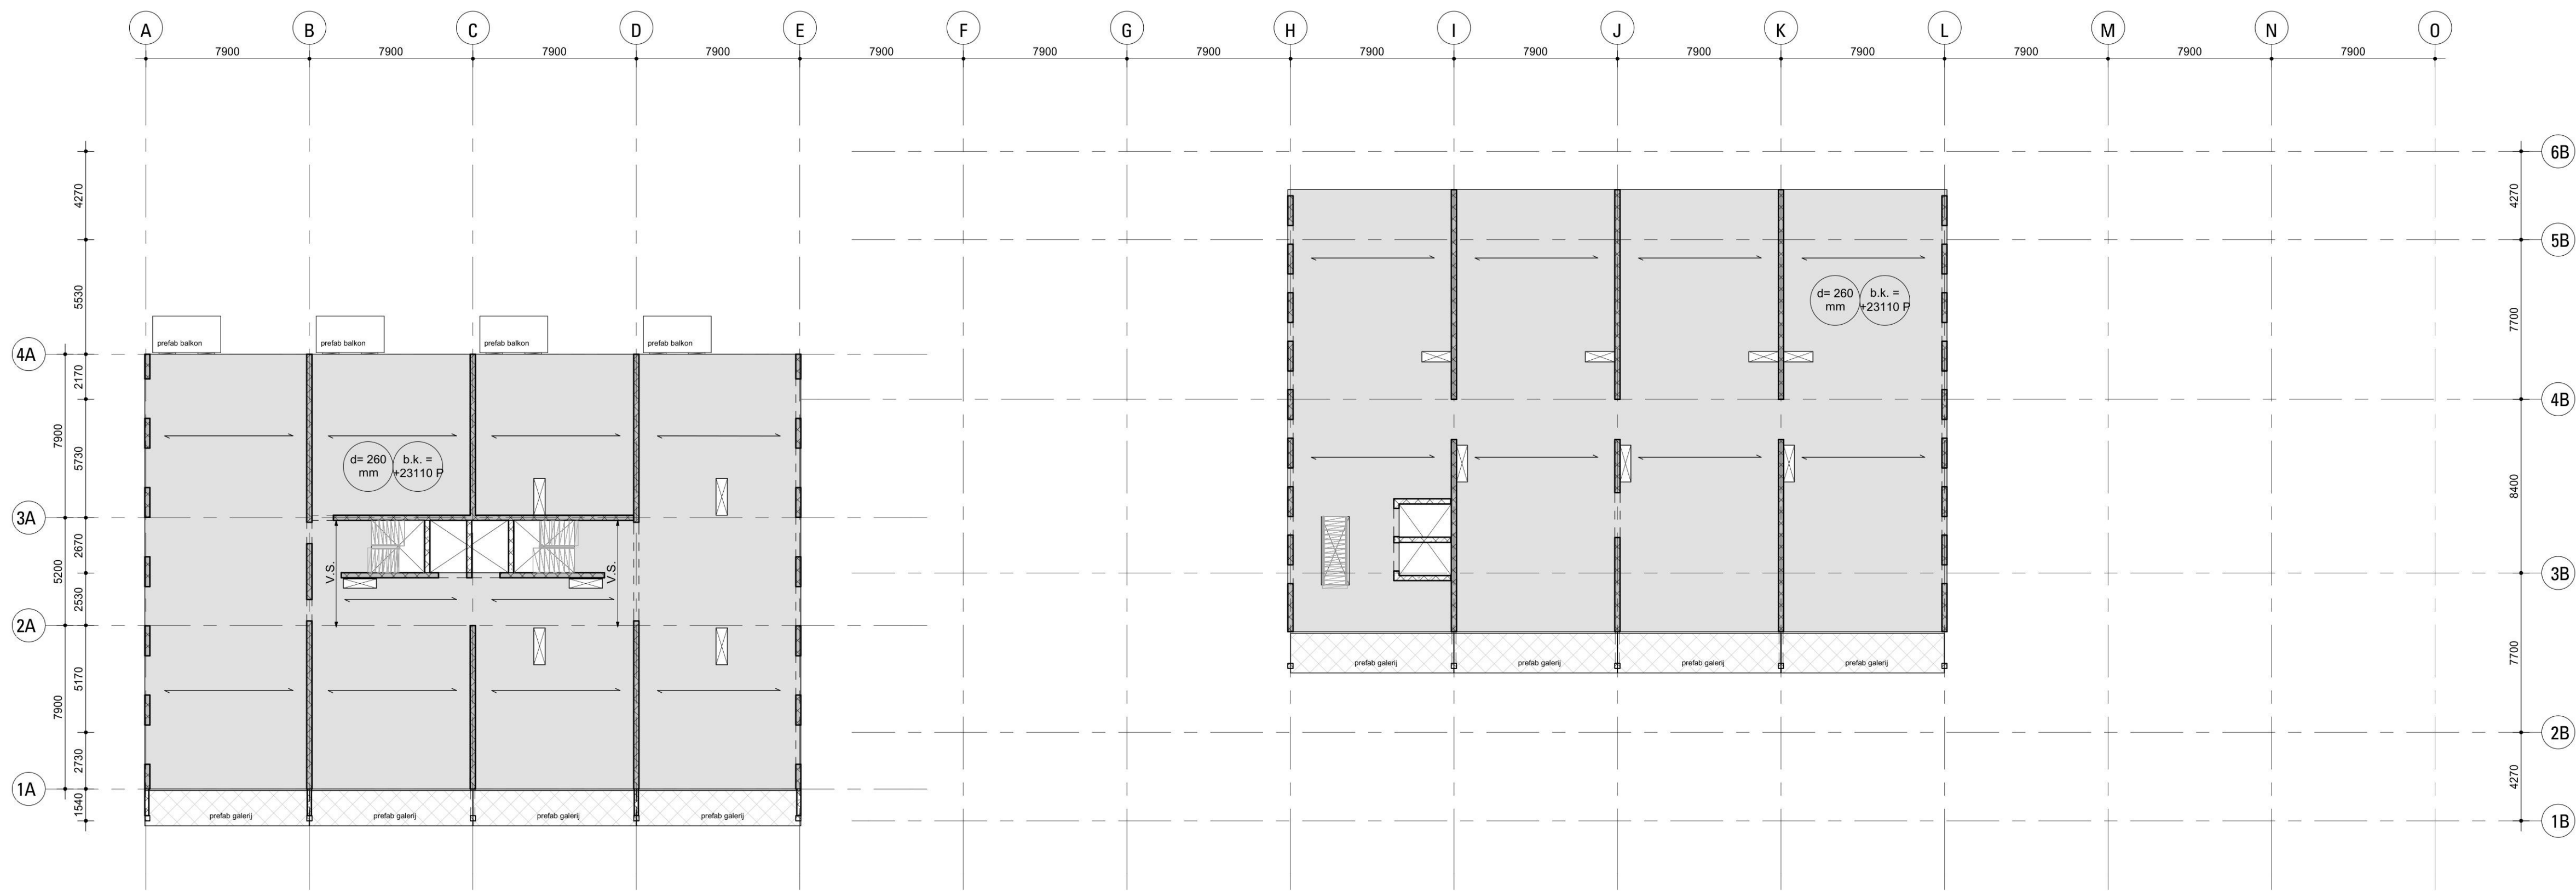 A B C D E F G H I J K L M N O
7900 7900 7900 7900 7900 7900 7900 7900 7900 7900 7900 7900 7900 7900
6B
4270 4270
5B
5530 7700
d= 260 mm
b.k. = +23110 P
prefab balkon prefab balkon prefab balkon prefab balkon
4A
2170
4B
7900
5730
d= 260 mm
b.k. = +23110 P
8400
3A
2670
5200
V.S. V.S.
3B
2530
2A
prefab galerij prefab galerij prefab galerij prefab galerij
5170
7700
7900
2B
2730
1A
4270
1540
prefab galerij prefab galerij prefab galerij prefab galerij
1B